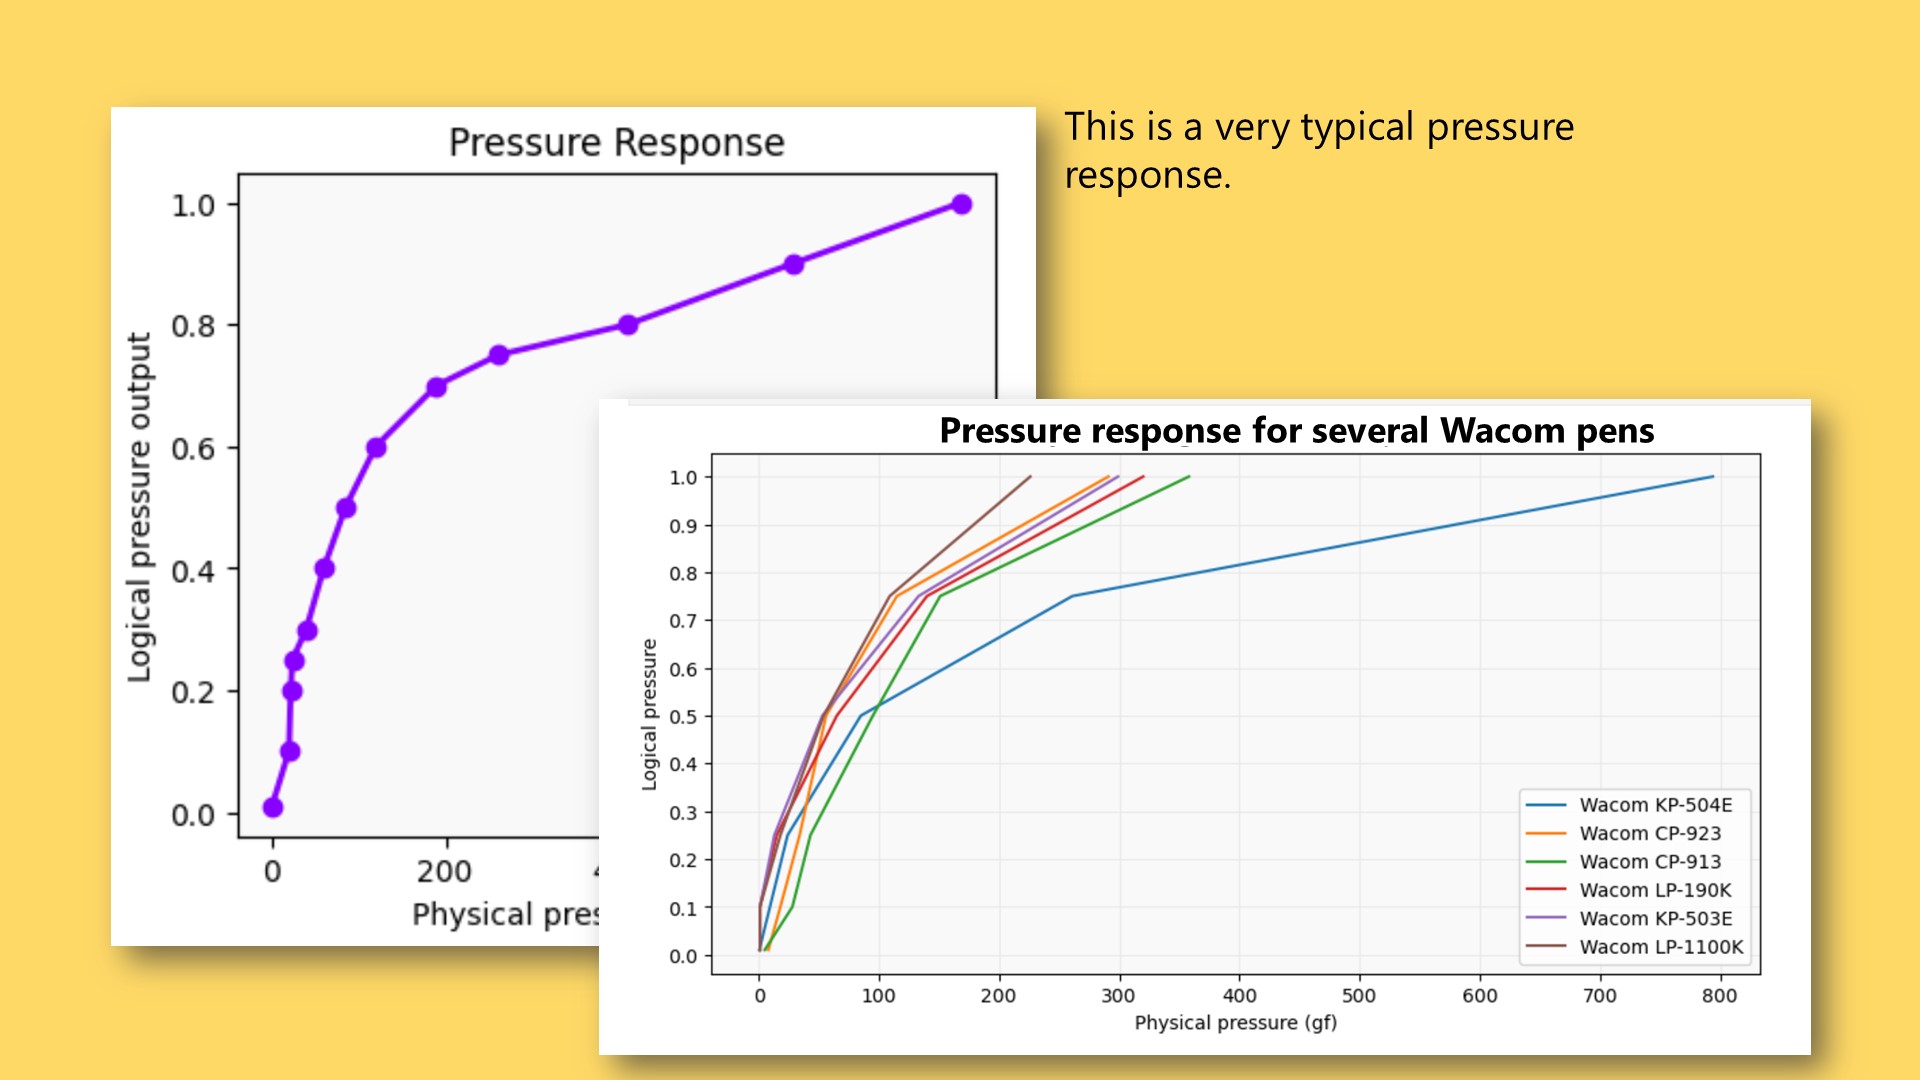 Pressure Response
1.0
0.8
0.6
0.4
0.2
0.0
Logical pressure output
0
200
Physical
This is a very typical pressure
response.
Pressure response for several Wacom pens
1.0
0.9
0.8
0.7
0.6
0.5
0.4
0.3
0.2
0.1
0.0
Logical pressure
Wacom KP-504E
Wacom CP-923
Wacom CP-913
Wacom LP-190K
Wacom KP-503E
Wacom LP-1100K
0 100 200 300 400 500 600 700 800
Physical pressure (gf)